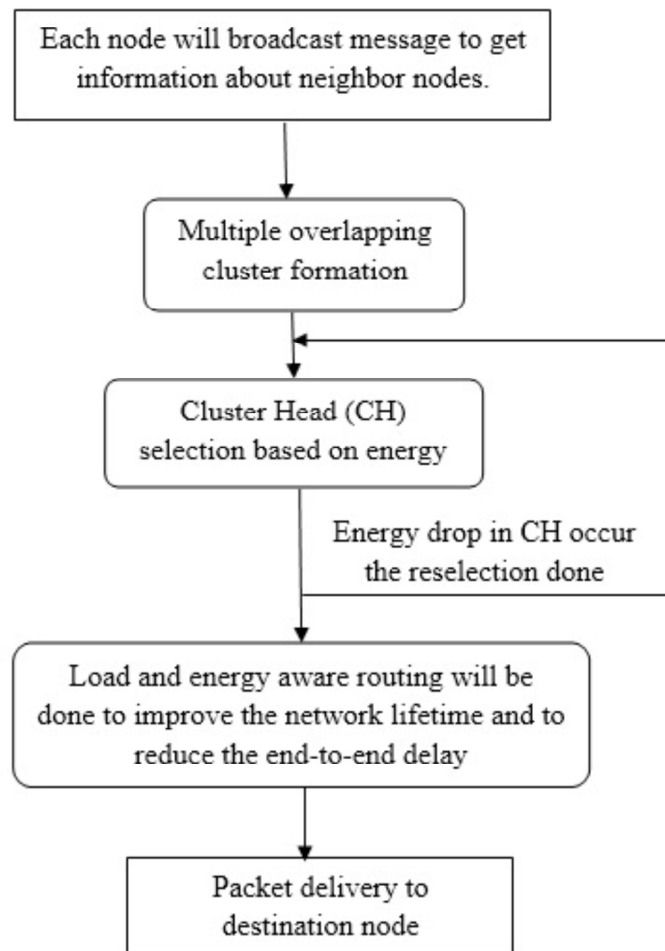 Each node will broadcast message to get
information about neighbor nodes.
Multiple overlapping
cluster formation
Cluster Head (CH)
selection based on energy
Energy drop in CH occur
the reselection done
Load and energy aware routing will be
done to improve the network lifetime and to
reduce the end-to-end delay
Packet delivery to
destination node